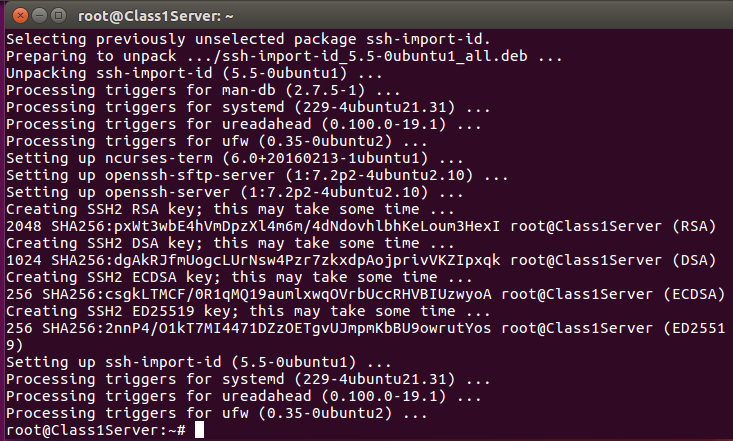 root@Class1Server: ~
Selecting previously unselected package ssh-import-id.
Preparing to unpack .../ssh-import-id_5.5-0ubuntu1_all.deb ...
Unpacking ssh-import-id (5.5-0ubuntu1) ...
Processing triggers for man-db (2.7.5-1) ...
Processing triggers for systemd (229-4ubuntu21.31) ...
Processing triggers for ureadahead (0.100.0-19.1) ...
Processing triggers for ufw (0.35-0ubuntu2) ...
Setting up ncurses-term (6.0+20160213-1ubuntu1) ...
Setting up openssh-sftp-server (1:7.2p2-4ubuntu2.10) ...
Setting up openssh-server (1:7.2p2-4ubuntu2.10) ...
Creating SSH2 RSA key; this may take some time ...
2048 SHA256:pxWt3wbE4hVmDpzXl4m6m/4dNdovhlbhKeLoum3HexI root@Class1Server (RSA)
Creating SSH2 DSA key; this may take some time ...
1024 SHA256:dgAkRJfmUogcLUrNsw4Pzr7zkxdpAojprivVKZIpxqk root@Class1Server (DSA)
Creating SSH2 ECDSA key; this may take some time ...
256 SHA256:csgkLTMCF/0R1qMQ19aumlxwqOVrbUccRHVBIUzwyoA root@Class1Server (ECDSA)
Creating SSH2 ED25519 key; this may take some time ...
256 SHA256:2nnP4/O1kT7MI4471DZzOETgvUJmpmKbBU9owrutYos root@Class1Server (ED2551
9)
Setting up ssh-import-id (5.5-0ubuntu1) ...
Processing triggers for systemd (229-4ubuntu21.31) ...
Processing triggers for ureadahead (0.100.0-19.1) ...
Processing triggers for ufw (0.35-0ubuntu2) ...
root@Class1Server:~#